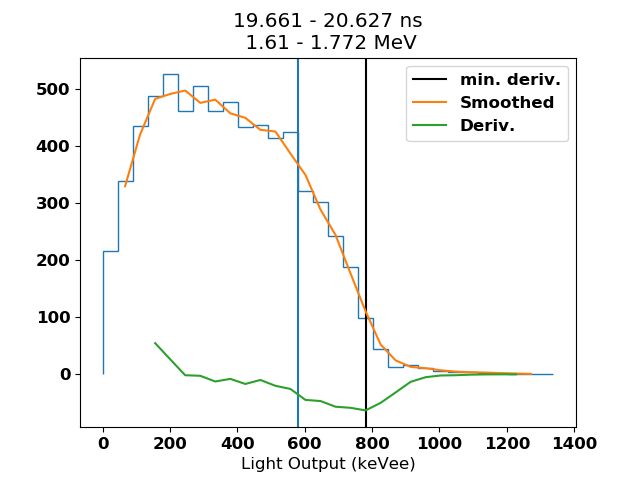 19.661 - 20.627 ns
1.61 - 1.772 MeV
min. deriv.
Smoothed
Deriv.
500
400
300
200
100
0
0 200 400 600 800 1000 1200 1400
Light Output (keVee)